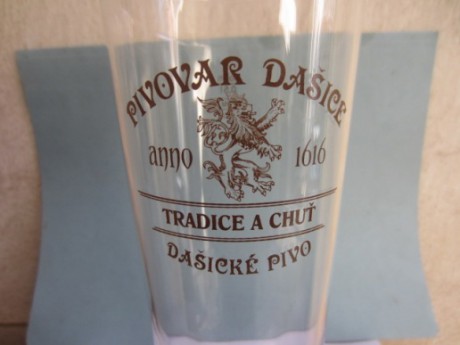 PIVOVAR DAŠICE
anno 1616
TRADICE A CHUŤ
DAŠICKÉ PIVO